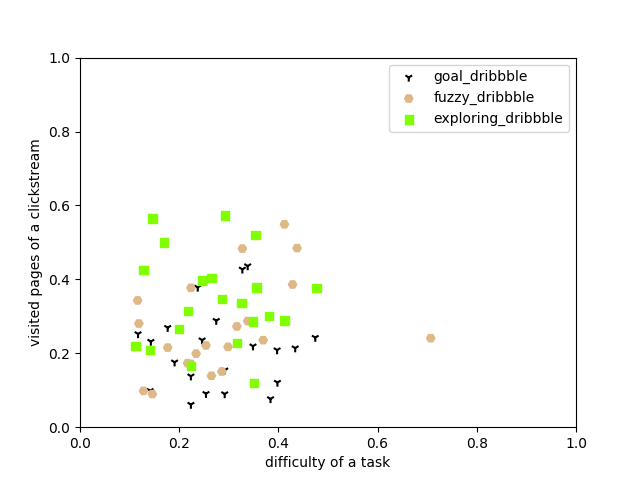 1.0
0.8
0.6
0.4
0.2
0.0
visited pages of a clickstream
goal_dribbble
fuzzy_dribbble
exploring_dribbble
0.0 0.2 0.4 0.6 0.8 1.0
difficulty of a task